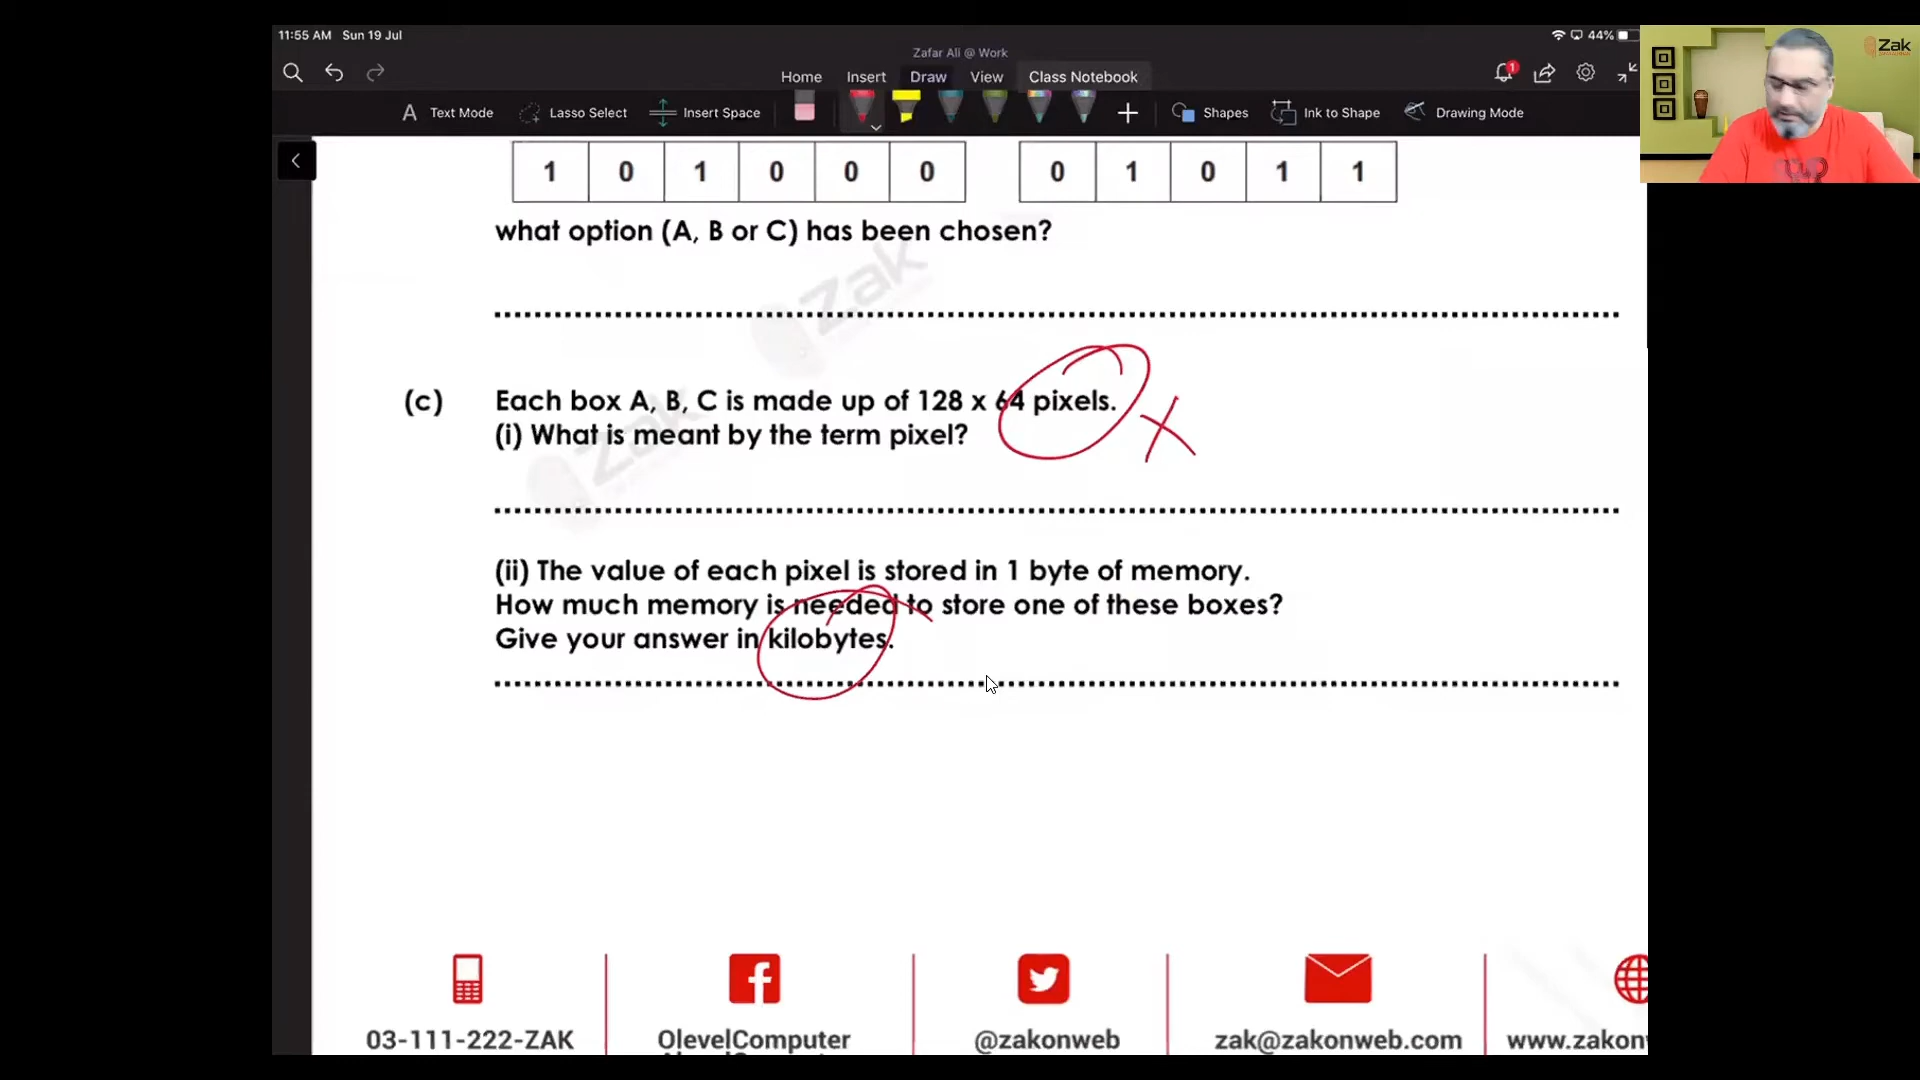 11:55 AM Sun 19 Jul
44%
Zafar Ali @ Work
Zak
Home Insert Draw View Class Notebook
1
Text Mode Lasso Select Insert Space Shapes Ink to Shape Drawing Mode
1 0 1 0 0 0 0 1 0 1 1
what option (A, B or C) has been chosen?
Zak
(c) Each box A, B, C is made up of 128 x 64 pixels.
X
(i) What is meant by the term pixel?
Zak
(ii) The value of each pixel is stored in 1 byte of memory.
How much memory is needed to store one of these boxes?
Give your answer in kilobytes.
03-111-222-ZAK OlevelComputer @zakonweb zak@zakonweb.com www.zakon